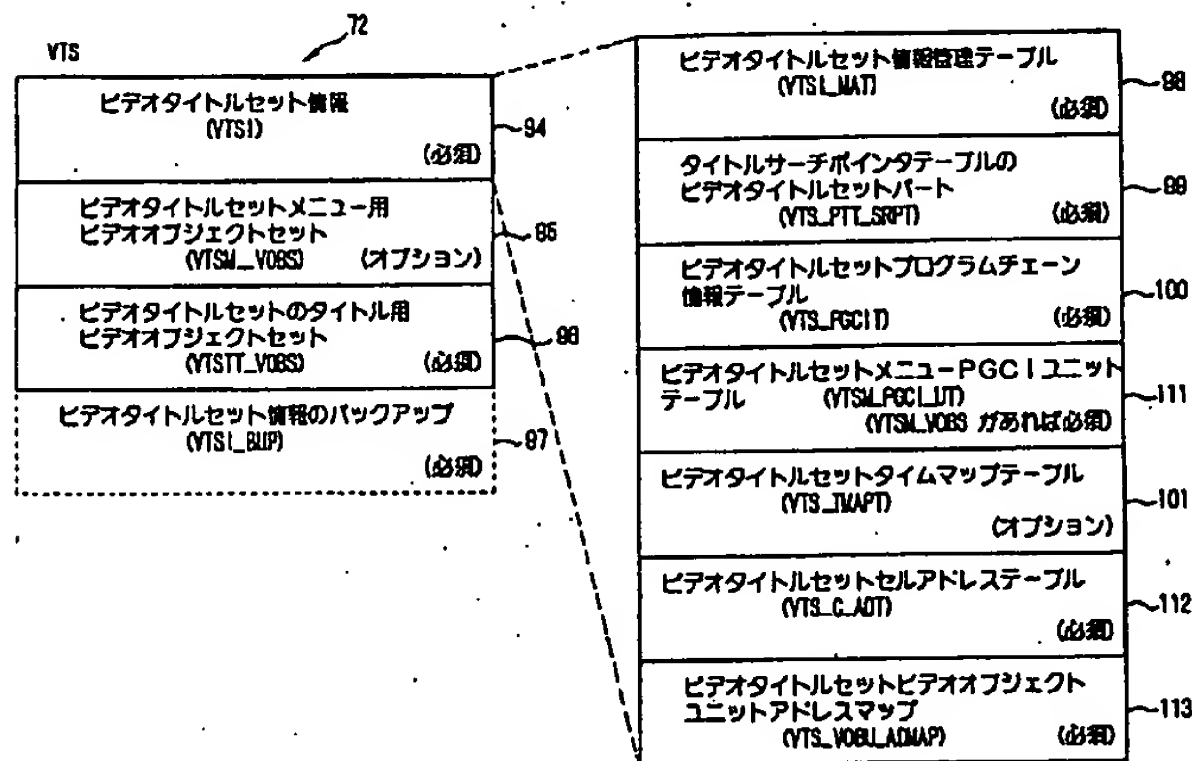 72
VTS
ビデオタイトルセット情報
(VTSI)
(必須)
94
ビデオタイトルセットメニュー用
ビデオオブジェクトセット
(VTSM_VOBS) (オプション)
95
ビデオタイトルセットのタイトル用
ビデオオブジェクトセット
(VTSTT_VOBS) (必須)
96
ビデオタイトルセット情報のバックアップ
(VTSI_BUP)
(必須)
97
ビデオタイトルセット情報管理テーブル
(VTSI_MAT)
(必須)
98
タイトルサーチポインタテーブルの
ビデオタイトルセットパート
(VTS_PTT_SRPT) (必須)
99
ビデオタイトルセットプログラムチェーン
情報テーブル
(VTS_PGCIT) (必須)
100
ビデオタイトルセットメニューPGCIユニット
テーブル (VTSM_PGCI_UT)
(VTSM_VOBS があれば必須)
111
ビデオタイトルセットタイムマップテーブル
(VTS_TMAPT)
(オプション)
101
ビデオタイトルセットセルアドレステーブル
(VTS_C_ADT)
(必須)
112
ビデオタイトルセットビデオオブジェクト
ユニットアドレスマップ
(VTS_VOBU_ADMAP) (必須)
113